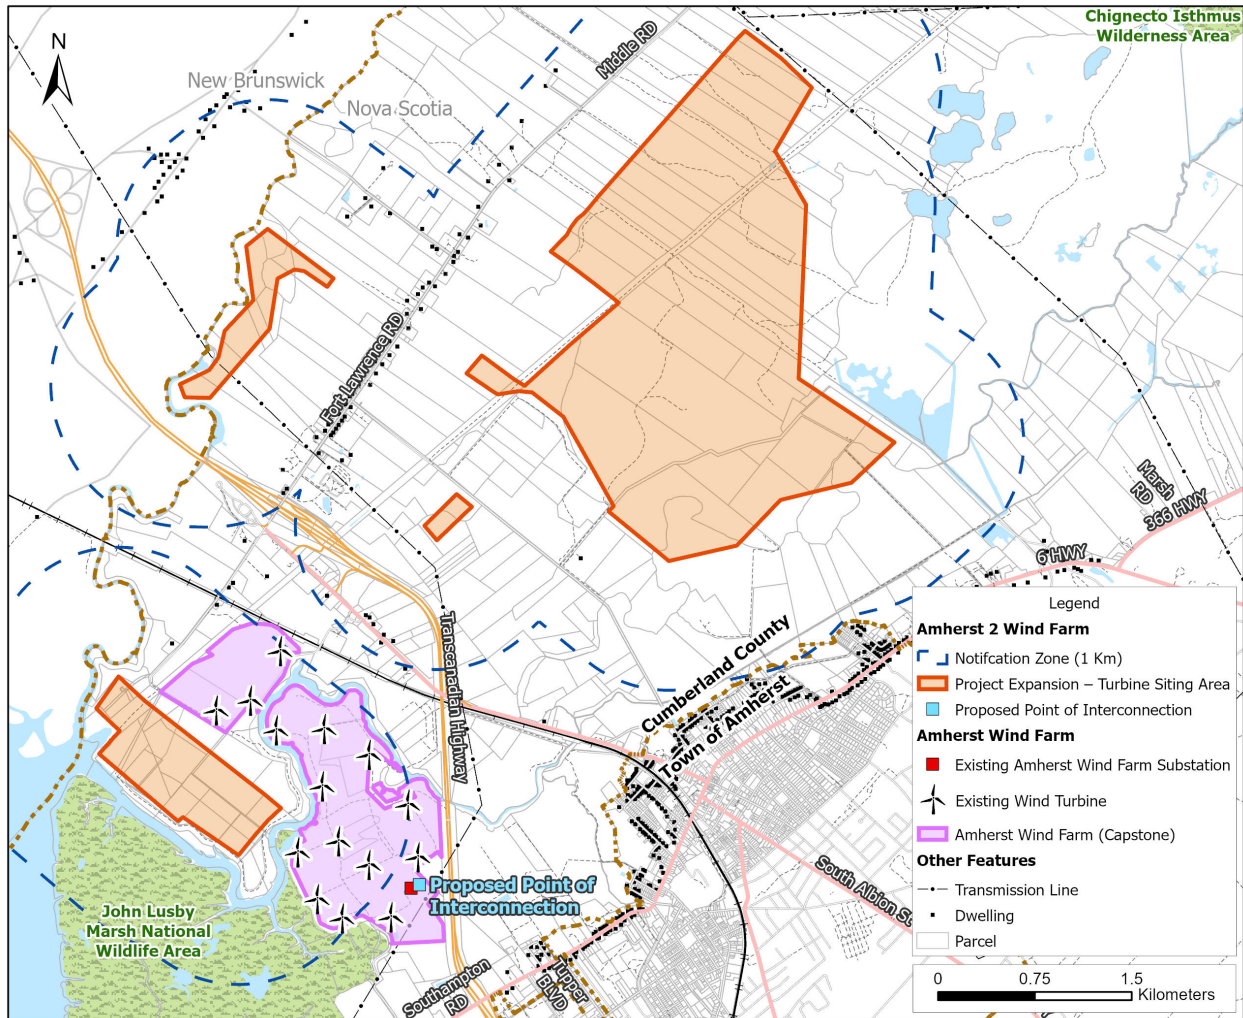 Chignecto Isthmus
Wilderness Area
N
New Brunswick
Nova Scotia
Middle RD
Fort Lawrence RD
Marsh
RD
366 HWY
6 HWY
Transcanadian Highway
Cumberland County
Town of Amherst
South Albion S
Proposed Point of
Interconnection
John Lusby
Marsh National
Wildlife Area
Southampton
RD
Tupper
BLVD
Legend
Amherst 2 Wind Farm
Notifcation Zone (1 Km)
Project Expansion – Turbine Siting Area
Proposed Point of Interconnection
Amherst Wind Farm
Existing Amherst Wind Farm Substation
Existing Wind Turbine
Amherst Wind Farm (Capstone)
Other Features
Transmission Line
Dwelling
Parcel
0 0.75 1.5
Kilometers